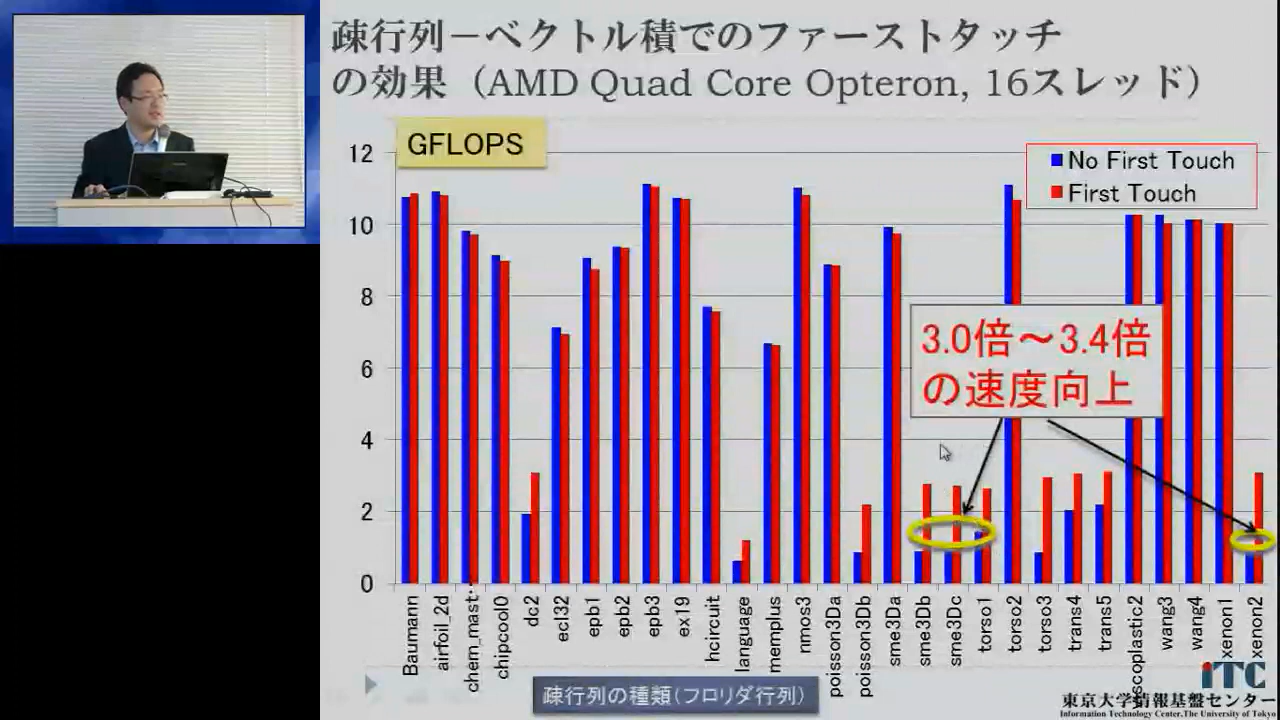 疎行列－ベクトル積でのファーストタッチ
の効果（AMD Quad Core Opteron, 16スレッド）
GFLOPS
No First Touch
First Touch
12
10
8
6
4
2
0
3.0倍～3.4倍
の速度向上
Baumann
airfoil_2d
chem_mast…
chipcool0
dc2
ecl32
epb1
epb2
epb3
ex19
hcircuit
language
memplus
nmos3
poisson3Da
poisson3Db
sme3Da
sme3Db
sme3Dc
torso1
torso2
torso3
trans4
trans5
scoplastic2
wang3
wang4
xenon1
xenon2
疎行列の種類（フロリダ行列）
ITC
東京大学情報基盤センター
Information Technology Center, The University of Tokyo